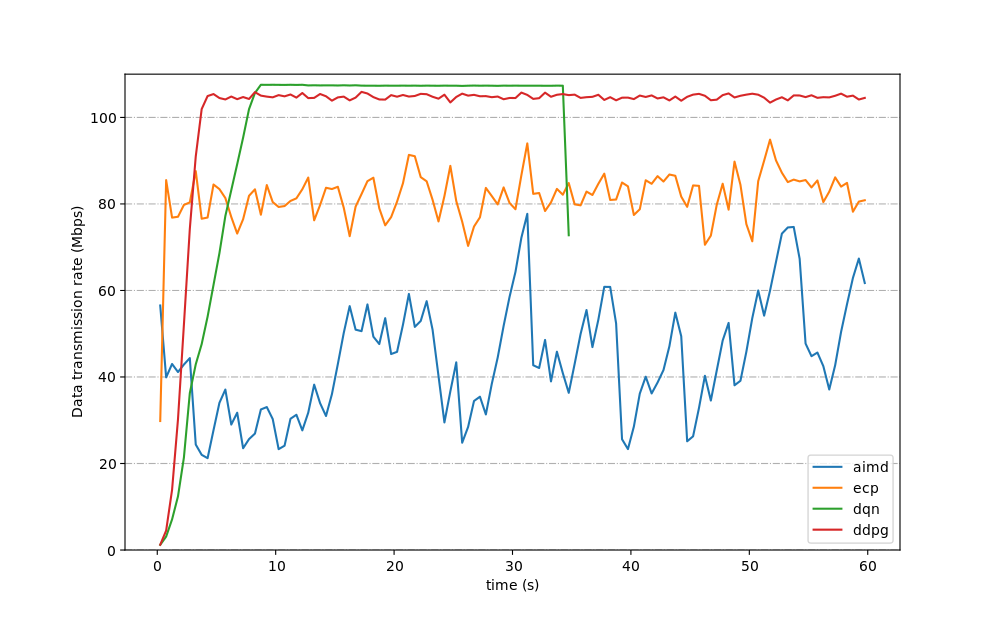 Data transmission rate (Mbps)
100
80
60
40
20
0
0 10 20 30 40 50 60
time (s)
aimd
ecp
dqn
ddpg